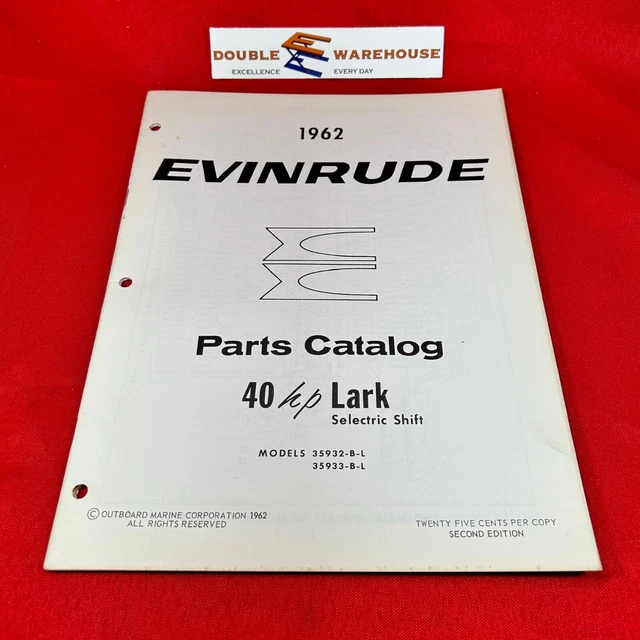 DOUBLE EE WAREHOUSE
EXCELLENCE EVERY DAY
1962
EVINRUDE
Parts Catalog
40 hp Lark
Selectric Shift
MODELS 35932-B-L
35933-B-L
© OUTBOARD MARINE CORPORATION 1962
ALL RIGHTS RESERVED
TWENTY FIVE CENTS PER COPY
SECOND EDITION